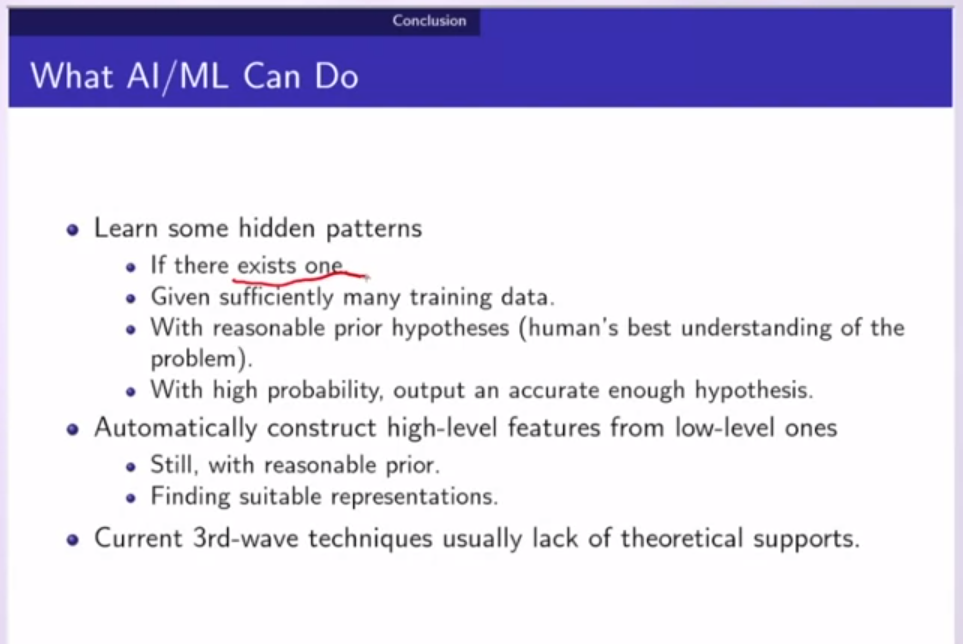 Conclusion
What AI/ML Can Do
Learn some hidden patterns
If there exists one.
Given sufficiently many training data.
With reasonable prior hypotheses (human's best understanding of the
problem).
With high probability, output an accurate enough hypothesis.
Automatically construct high-level features from low-level ones
Still, with reasonable prior.
Finding suitable representations.
Current 3rd-wave techniques usually lack of theoretical supports.